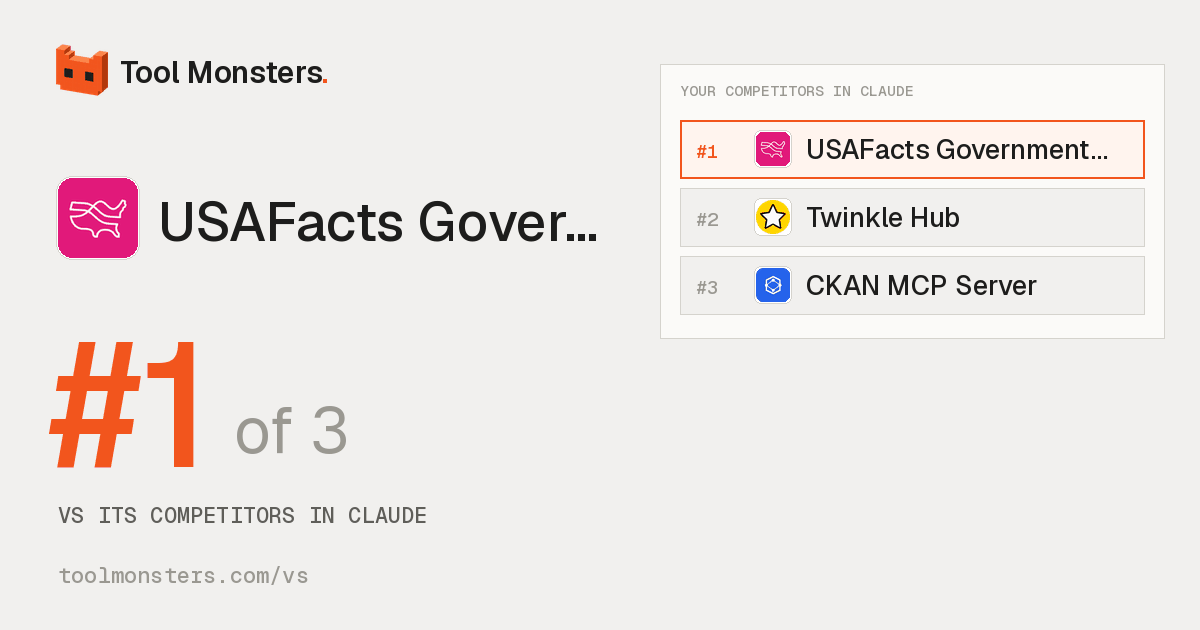 Tool Monsters.
USAFacts Gover...
#1 of 3
VS ITS COMPETITORS IN CLAUDE
toolmonsters.com/vs
YOUR COMPETITORS IN CLAUDE
#1 USAFacts Government...
#2 Twinkle Hub
#3 CKAN MCP Server